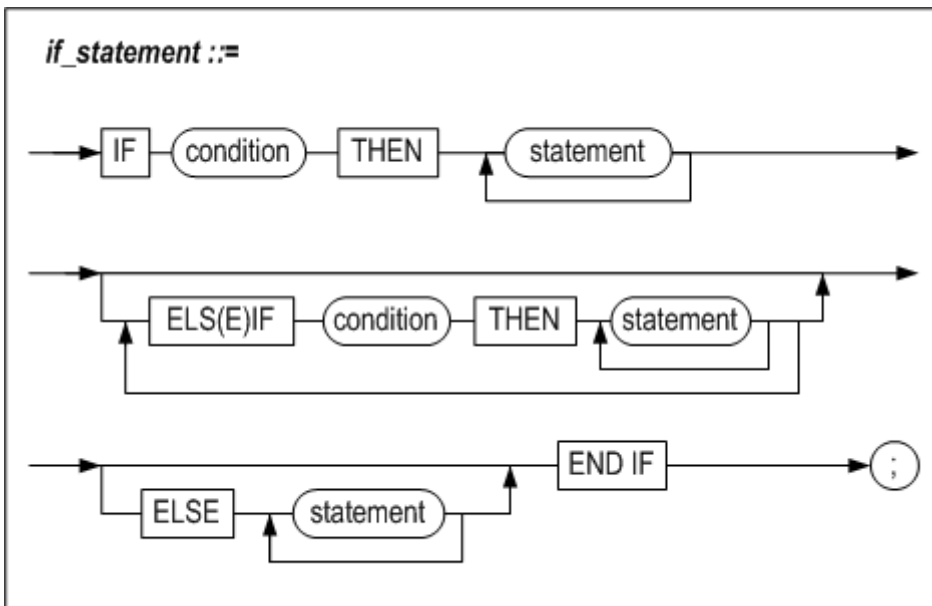 if_statement ::=
IF condition THEN statement
ELS(E)IF condition THEN statement
ELSE statement END IF ;